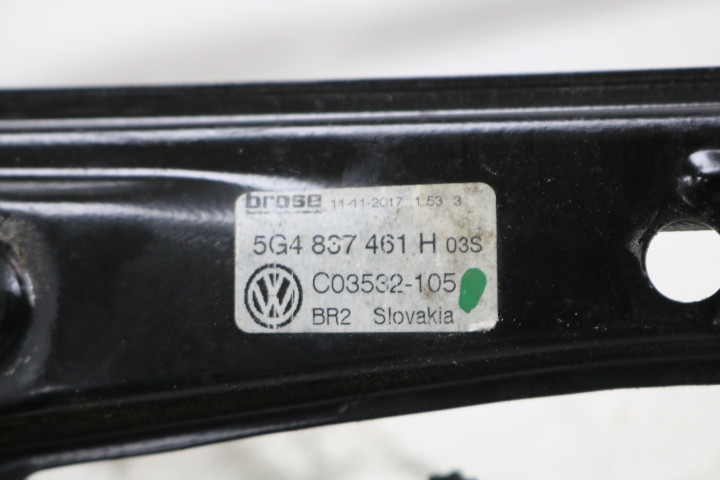 brose 11-11-2017 1.53 3
5G4 837 461 H 03S
C03532-105
BR2 Slovakia